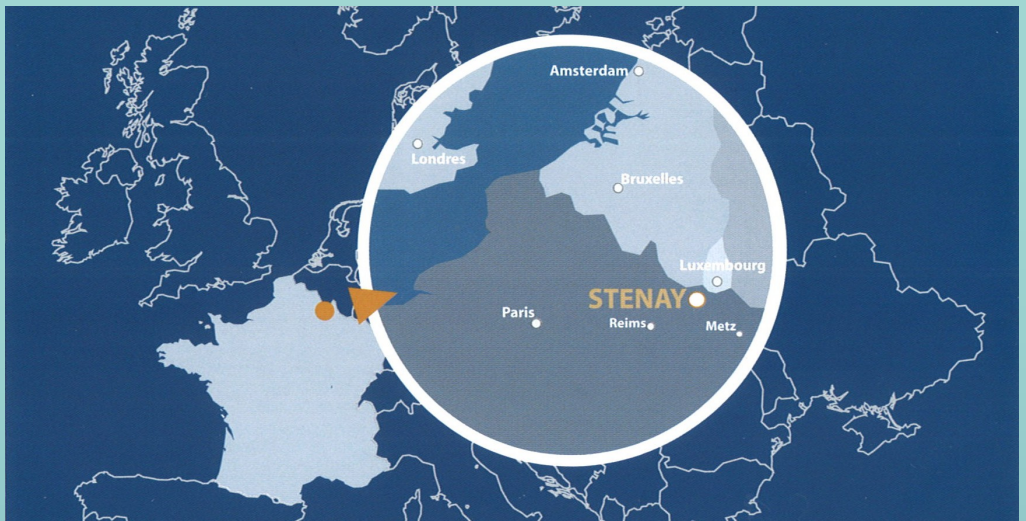 Amsterdam
Londres
Bruxelles
Luxembourg
STENAY
Paris
Reims
Metz